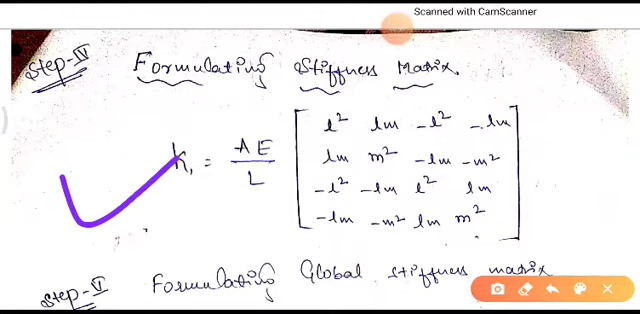 Scanned with CamScanner
Step-IV Formulating Stiffness Matrix.
K₁ = AE/L [ l² lm -l² -lm
lm m² -lm -m²
-l² -lm l² lm
-lm -m² lm m² ]
Step-V Formulating Global stiffness matrix